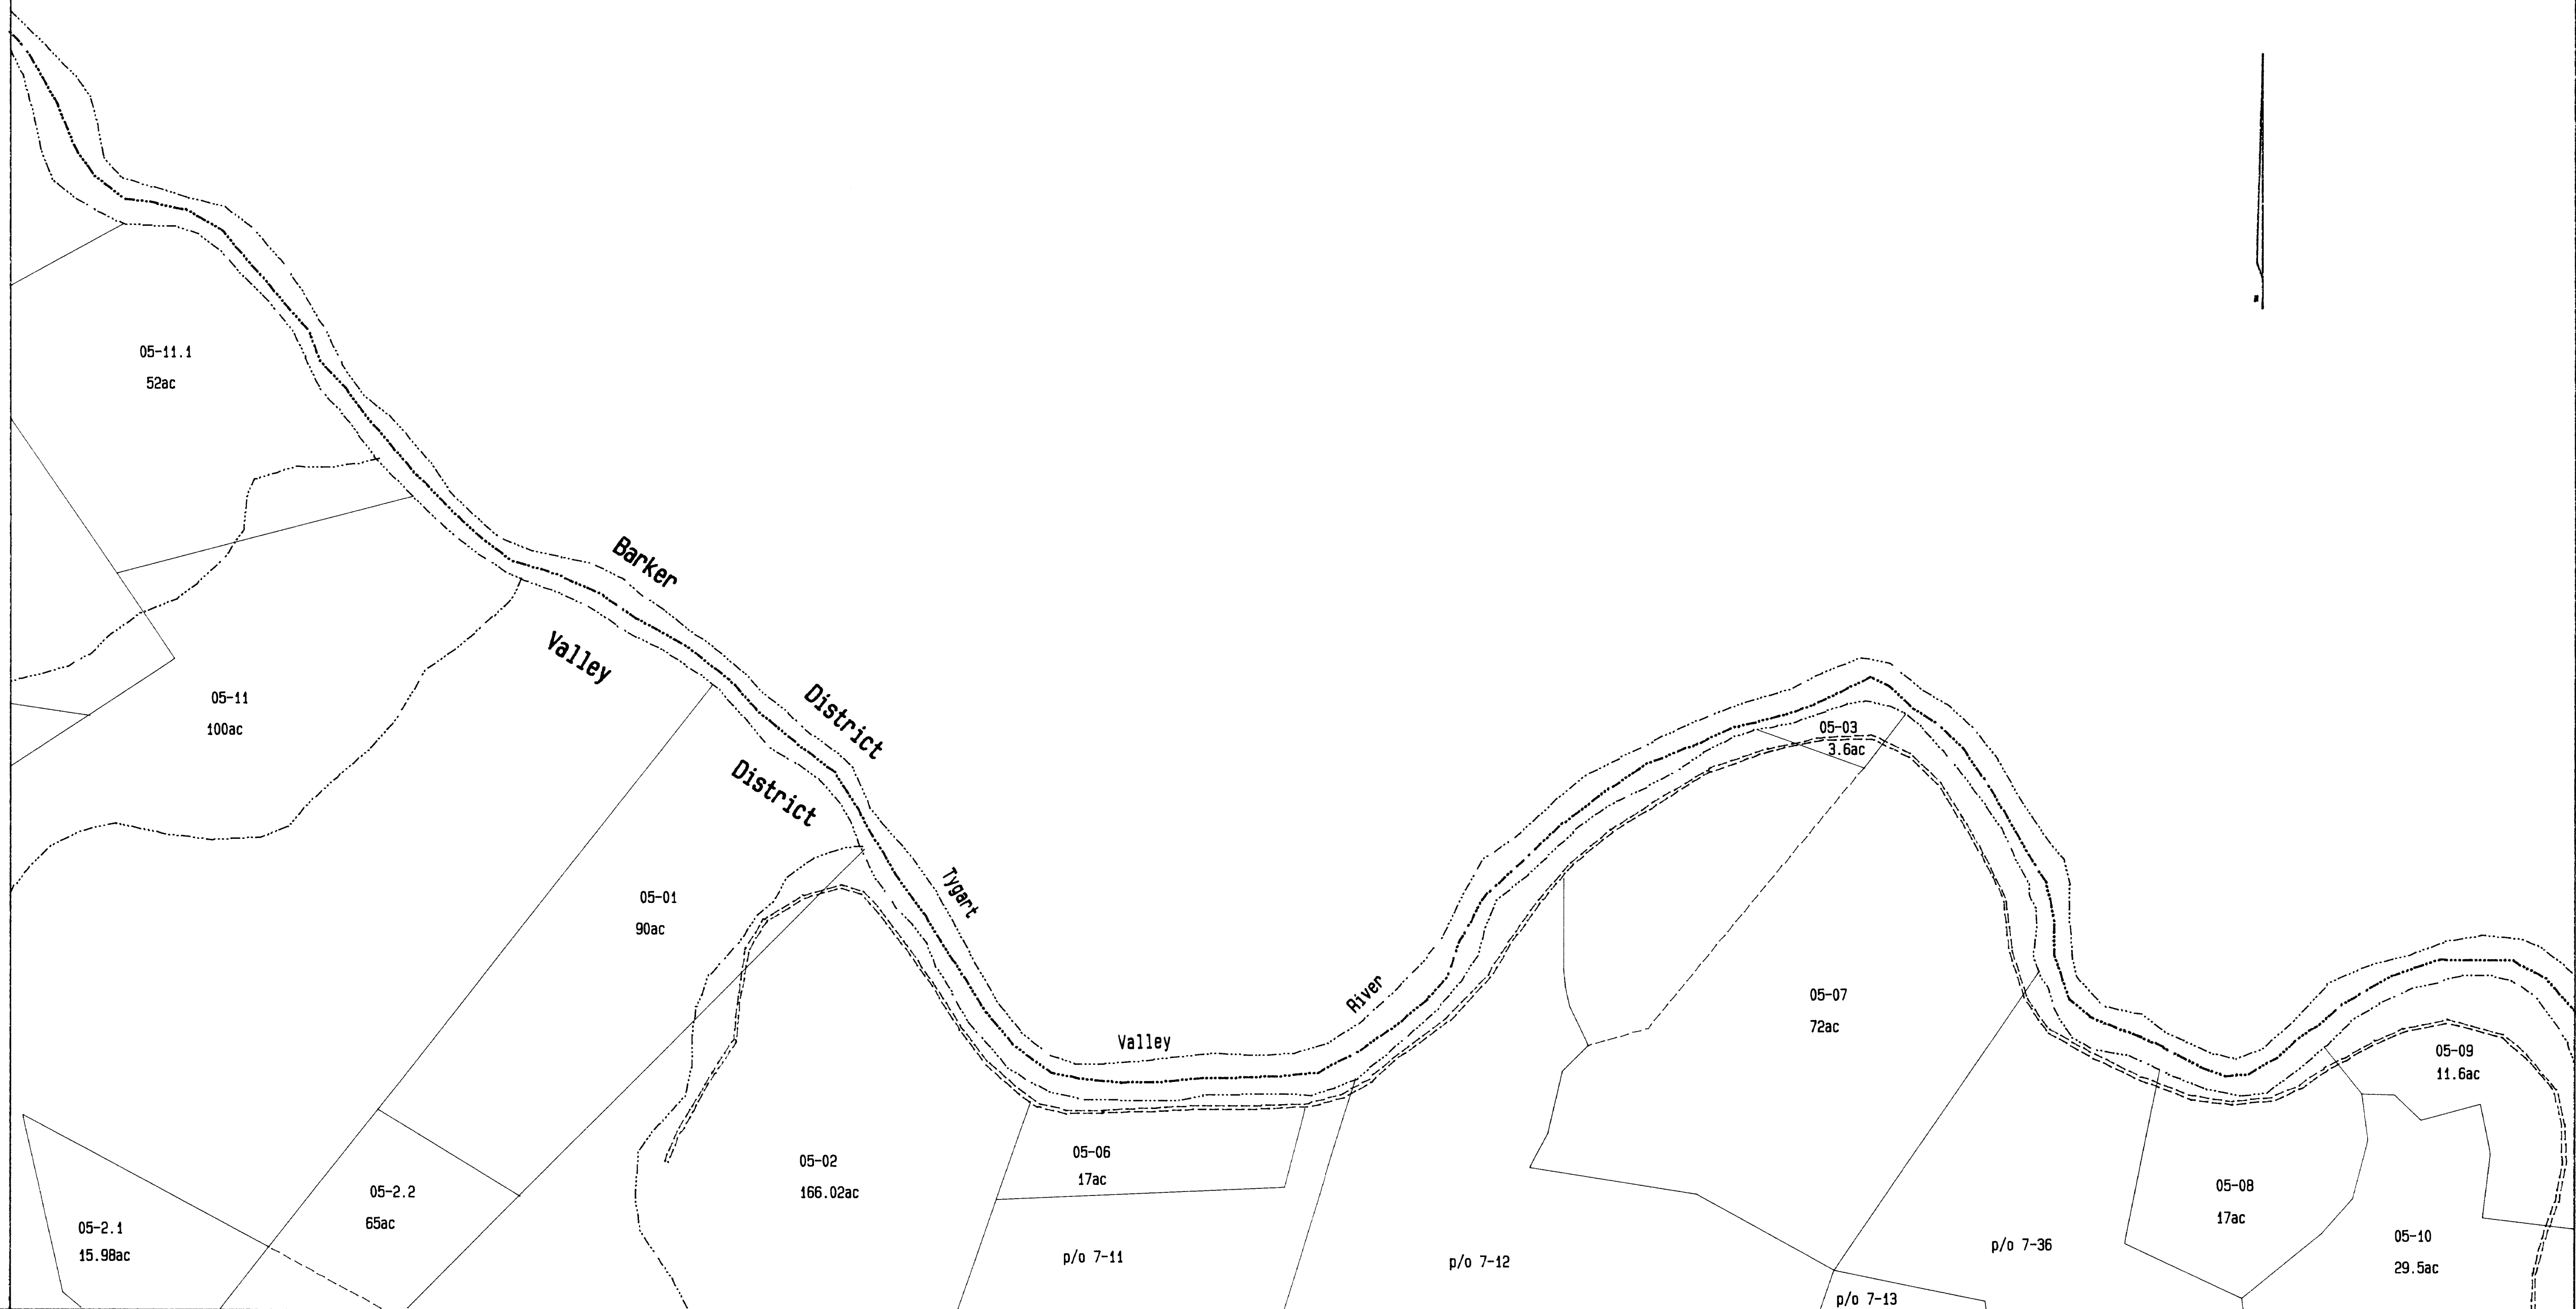 05-11.1
52ac
Barker
District
Valley
District
05-11
100ac
Tygart
Valley
River
05-03
3.6ac
05-01
90ac
05-07
72ac
05-09
11.6ac
05-02
166.02ac
05-06
17ac
05-2.2
65ac
05-2.1
15.98ac
05-08
17ac
05-10
29.5ac
p/o 7-11
p/o 7-12
p/o 7-36
p/o 7-13